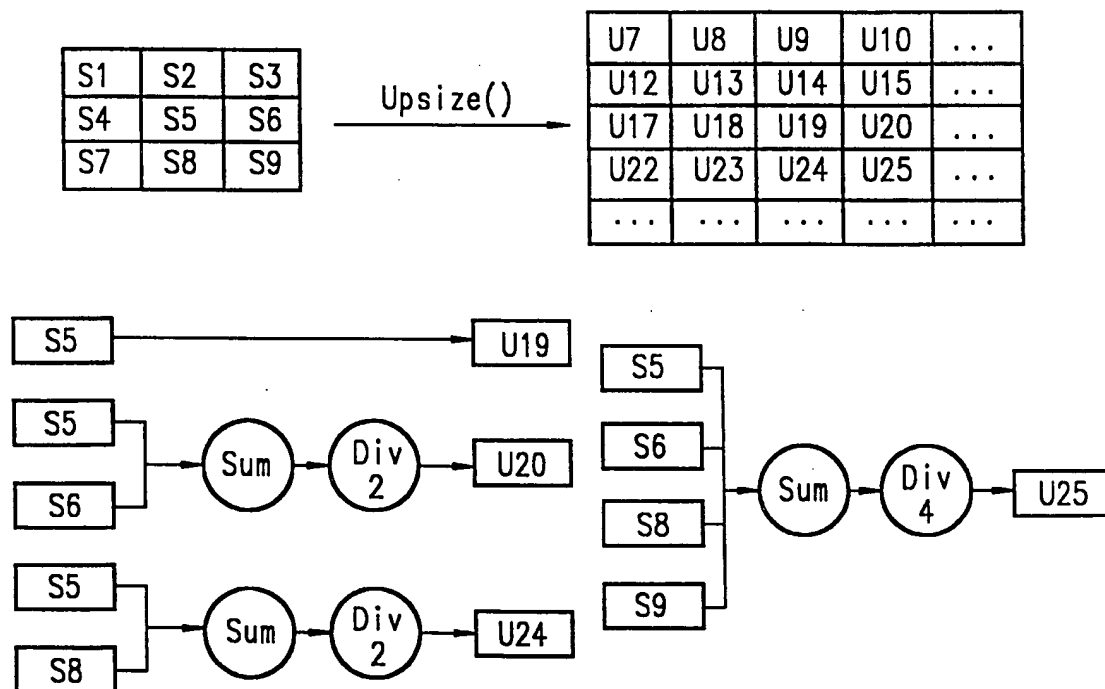 S1 S2 S3
S4 S5 S6
S7 S8 S9
Upsize()
U7 U8 U9 U10 ...
U12 U13 U14 U15 ...
U17 U18 U19 U20 ...
U22 U23 U24 U25 ...
... ... ... ... ...
S5 U19
S5
S6
Sum
Div
2
U20
S5
S8
Sum
Div
2
U24
S5
S6
S8
S9
Sum
Div
4
U25